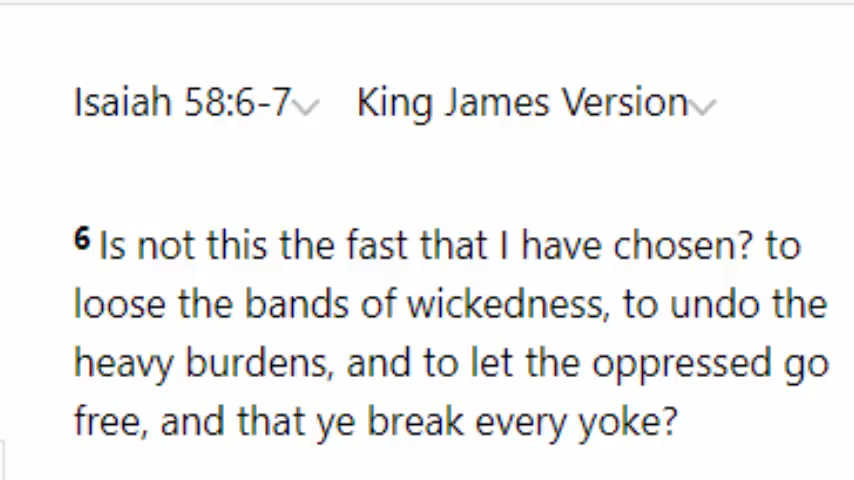 Isaiah 58:6-7 King James Version
6 Is not this the fast that I have chosen? to
loose the bands of wickedness, to undo the
heavy burdens, and to let the oppressed go
free, and that ye break every yoke?